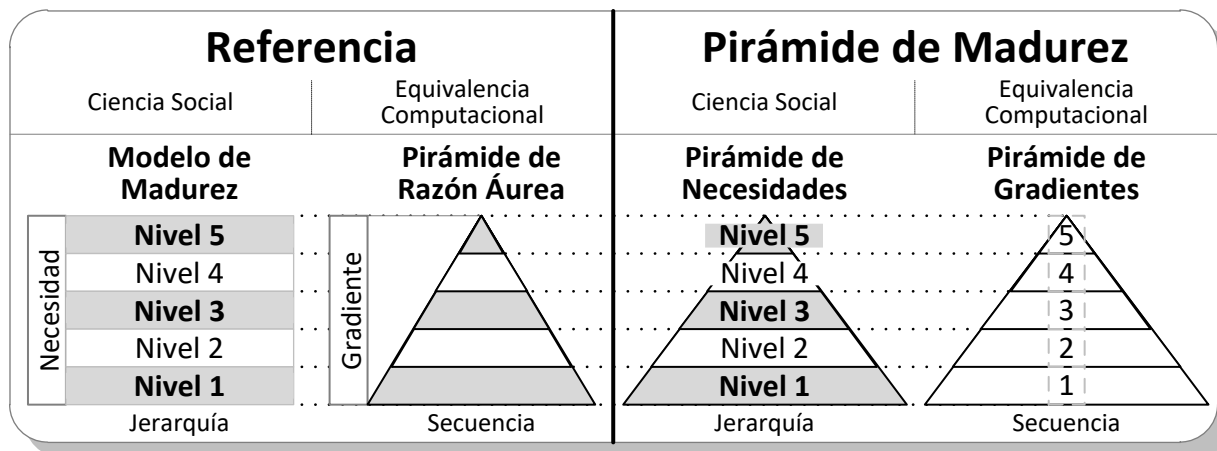 Referencia
Pirámide de Madurez
Ciencia Social
Equivalencia
Computacional
Ciencia Social
Equivalencia
Computacional
Modelo de
Madurez
Pirámide de
Razón Áurea
Pirámide de
Necesidades
Pirámide de
Gradientes
Necesidad
Nivel 5
Nivel 4
Nivel 3
Nivel 2
Nivel 1
Gradiente
Nivel 5
Nivel 4
Nivel 3
Nivel 2
Nivel 1
5
4
3
2
1
Jerarquía
Secuencia
Jerarquía
Secuencia